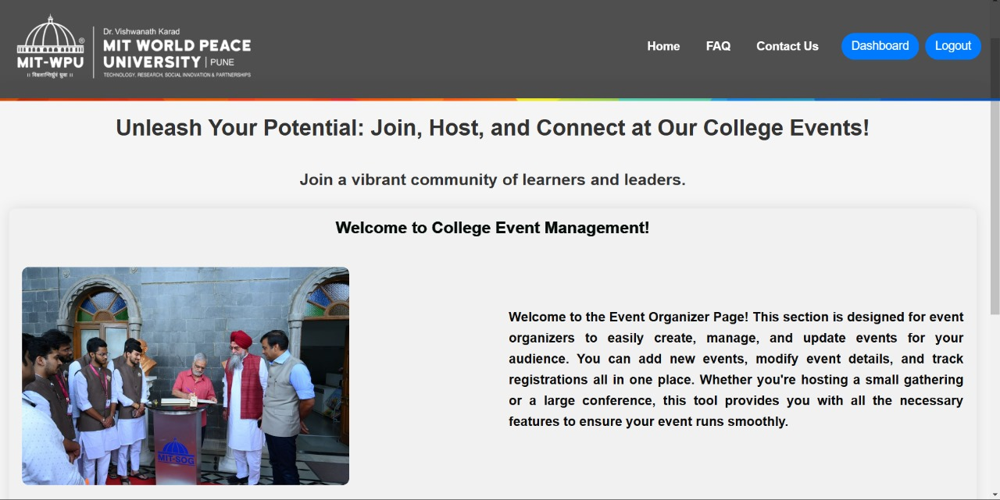 Dr. Vishwanath Karad
MIT WORLD PEACE
UNIVERSITY | PUNE
TECHNOLOGY, RESEARCH, SOCIAL INNOVATION & PARTNERSHIPS
®
MIT-WPU
॥ विश्वशान्तिर्ध्रुवं ध्रुवा ॥
Home
FAQ
Contact Us
Dashboard
Logout
Unleash Your Potential: Join, Host, and Connect at Our College Events!
Join a vibrant community of learners and leaders.
Welcome to College Event Management!
MIT-SOG
Welcome to the Event Organizer Page! This section is designed for event
organizers to easily create, manage, and update events for your
audience. You can add new events, modify event details, and track
registrations all in one place. Whether you're hosting a small gathering
or a large conference, this tool provides you with all the necessary
features to ensure your event runs smoothly.